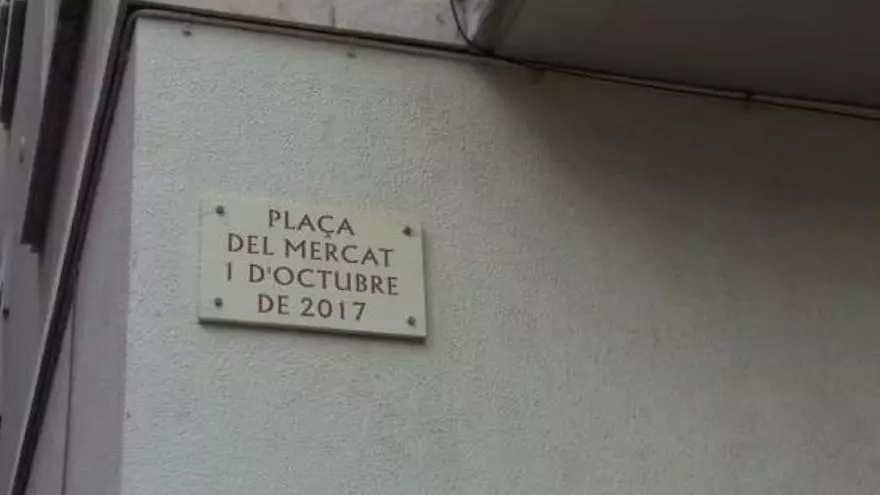 PLAÇA
DEL MERCAT
1 D'OCTUBRE
DE 2017